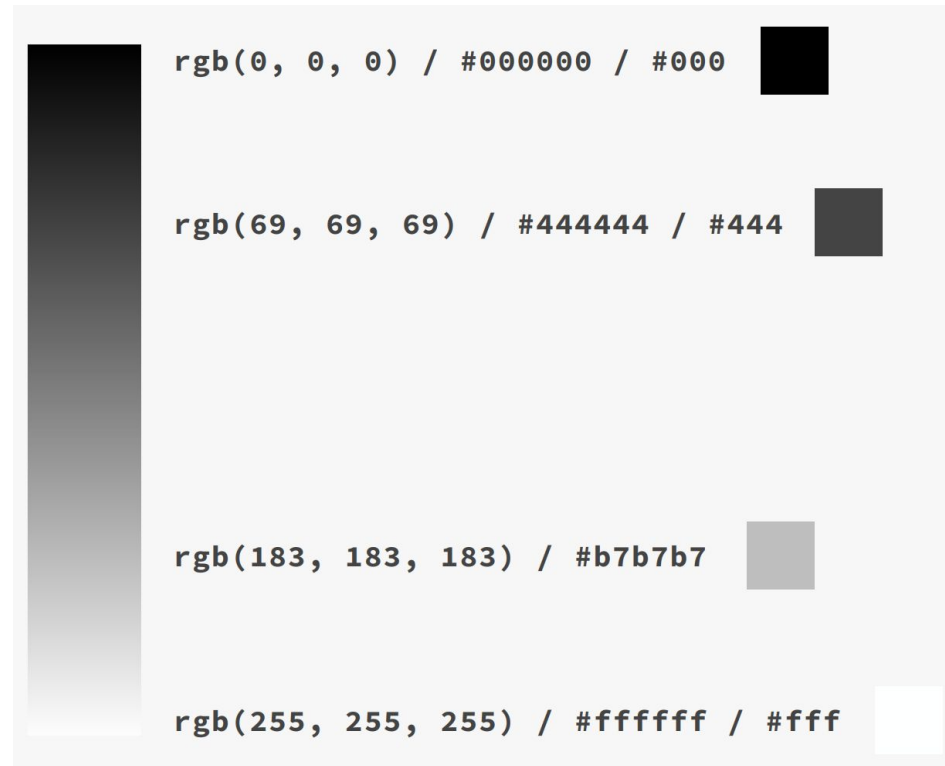 rgb(0, 0, 0) / #000000 / #000
rgb(69, 69, 69) / #444444 / #444
rgb(183, 183, 183) / #b7b7b7
rgb(255, 255, 255) / #ffffff / #fff